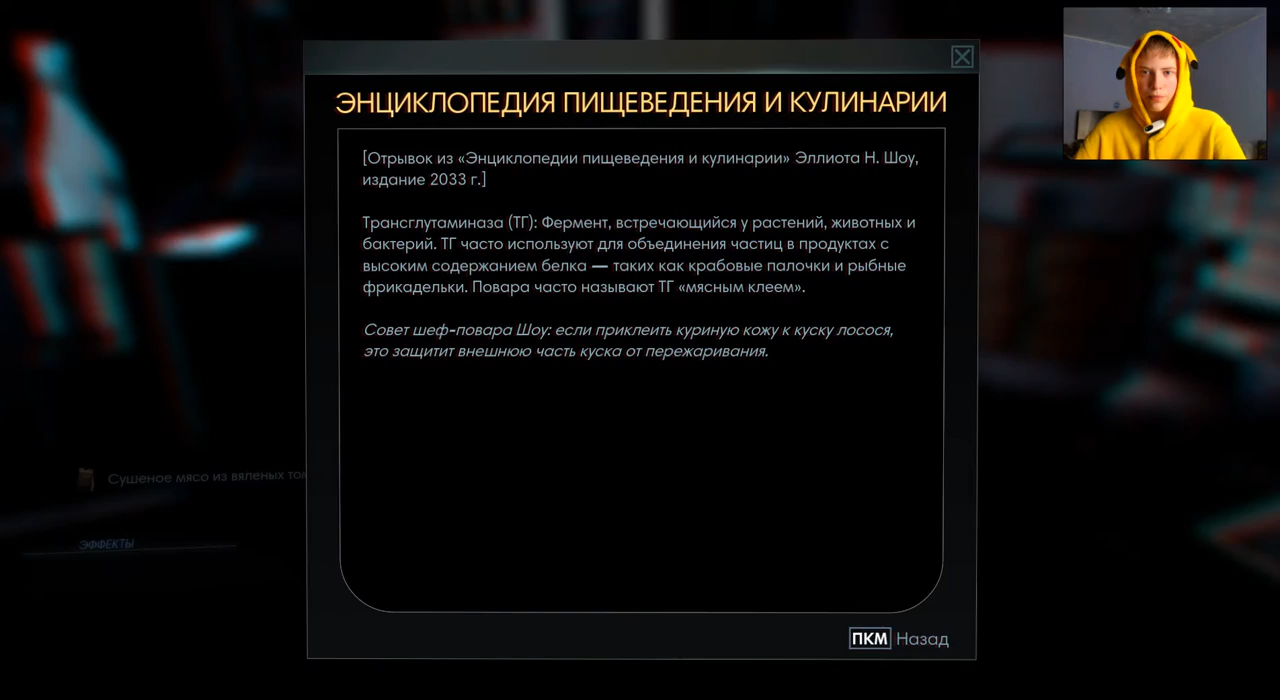 ЭНЦИКЛОПЕДИЯ ПИЩЕВЕДЕНИЯ И КУЛИНАРИИ
[Отрывок из «Энциклопедии пищеведения и кулинарии» Эллиота Н. Шоу,
издание 2033 г.]
Трансглутаминаза (ТГ): Фермент, встречающийся у растений, животных и
бактерий. ТГ часто используют для объединения частиц в продуктах с
высоким содержанием белка — таких как крабовые палочки и рыбные
фрикадельки. Повара часто называют ТГ «мясным клеем».
Совет шеф-повара Шоу: если приклеить куриную кожу к куску лосося,
это защитит внешнюю часть куска от пережаривания.
Сушеное мясо из вяленых том
ЭФФЕКТЫ
ПКМ Назад